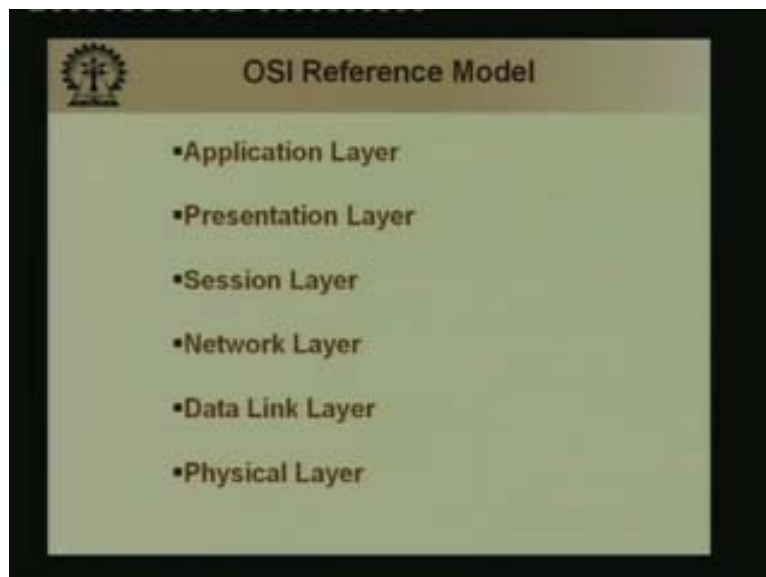 OSI Reference Model
▪Application Layer
▪Presentation Layer
▪Session Layer
▪Network Layer
▪Data Link Layer
▪Physical Layer